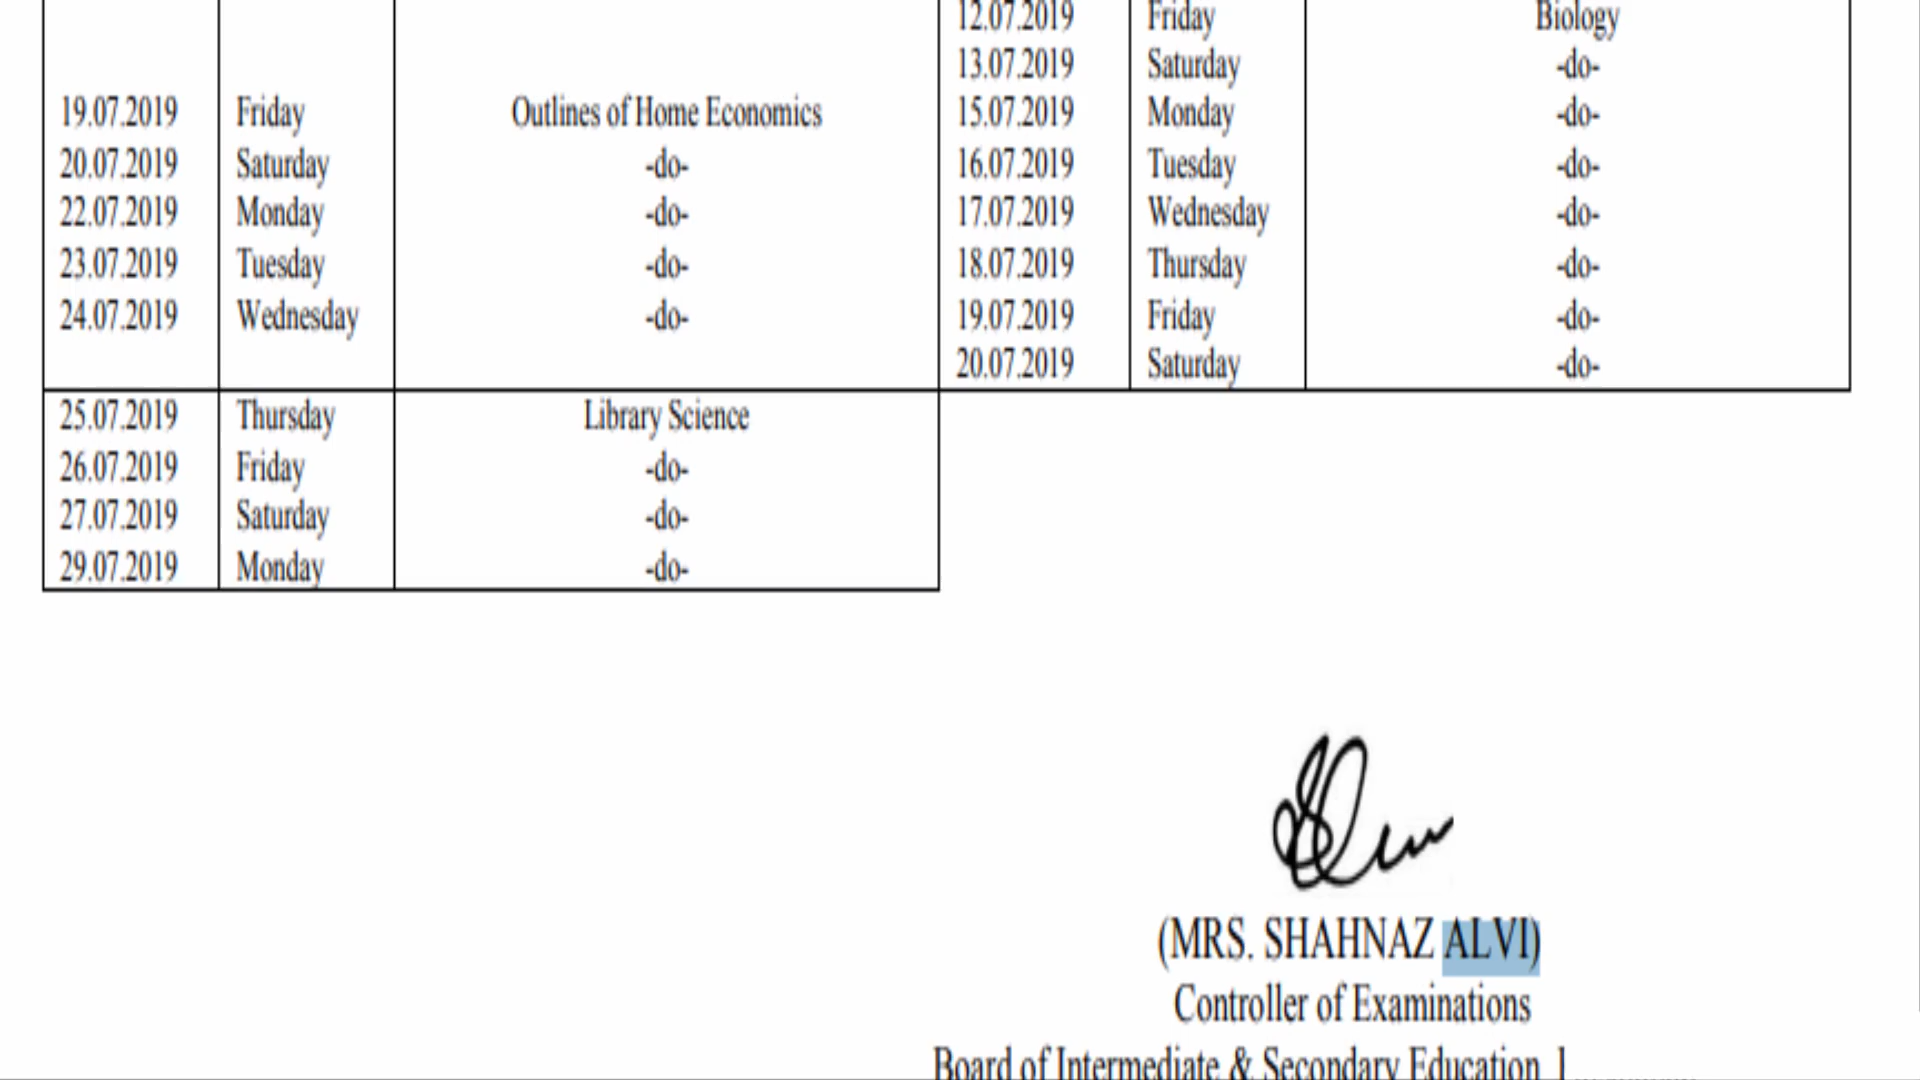 12.07.2019 Friday Biology
13.07.2019 Saturday -do-
19.07.2019 Friday Outlines of Home Economics 15.07.2019 Monday -do-
20.07.2019 Saturday -do- 16.07.2019 Tuesday -do-
22.07.2019 Monday -do- 17.07.2019 Wednesday -do-
23.07.2019 Tuesday -do- 18.07.2019 Thursday -do-
24.07.2019 Wednesday -do- 19.07.2019 Friday -do-
20.07.2019 Saturday -do-
25.07.2019 Thursday Library Science
26.07.2019 Friday -do-
27.07.2019 Saturday -do-
29.07.2019 Monday -do-
(MRS. SHAHNAZ ALVI)
Controller of Examinations
Board of Intermediate & Secondary Education